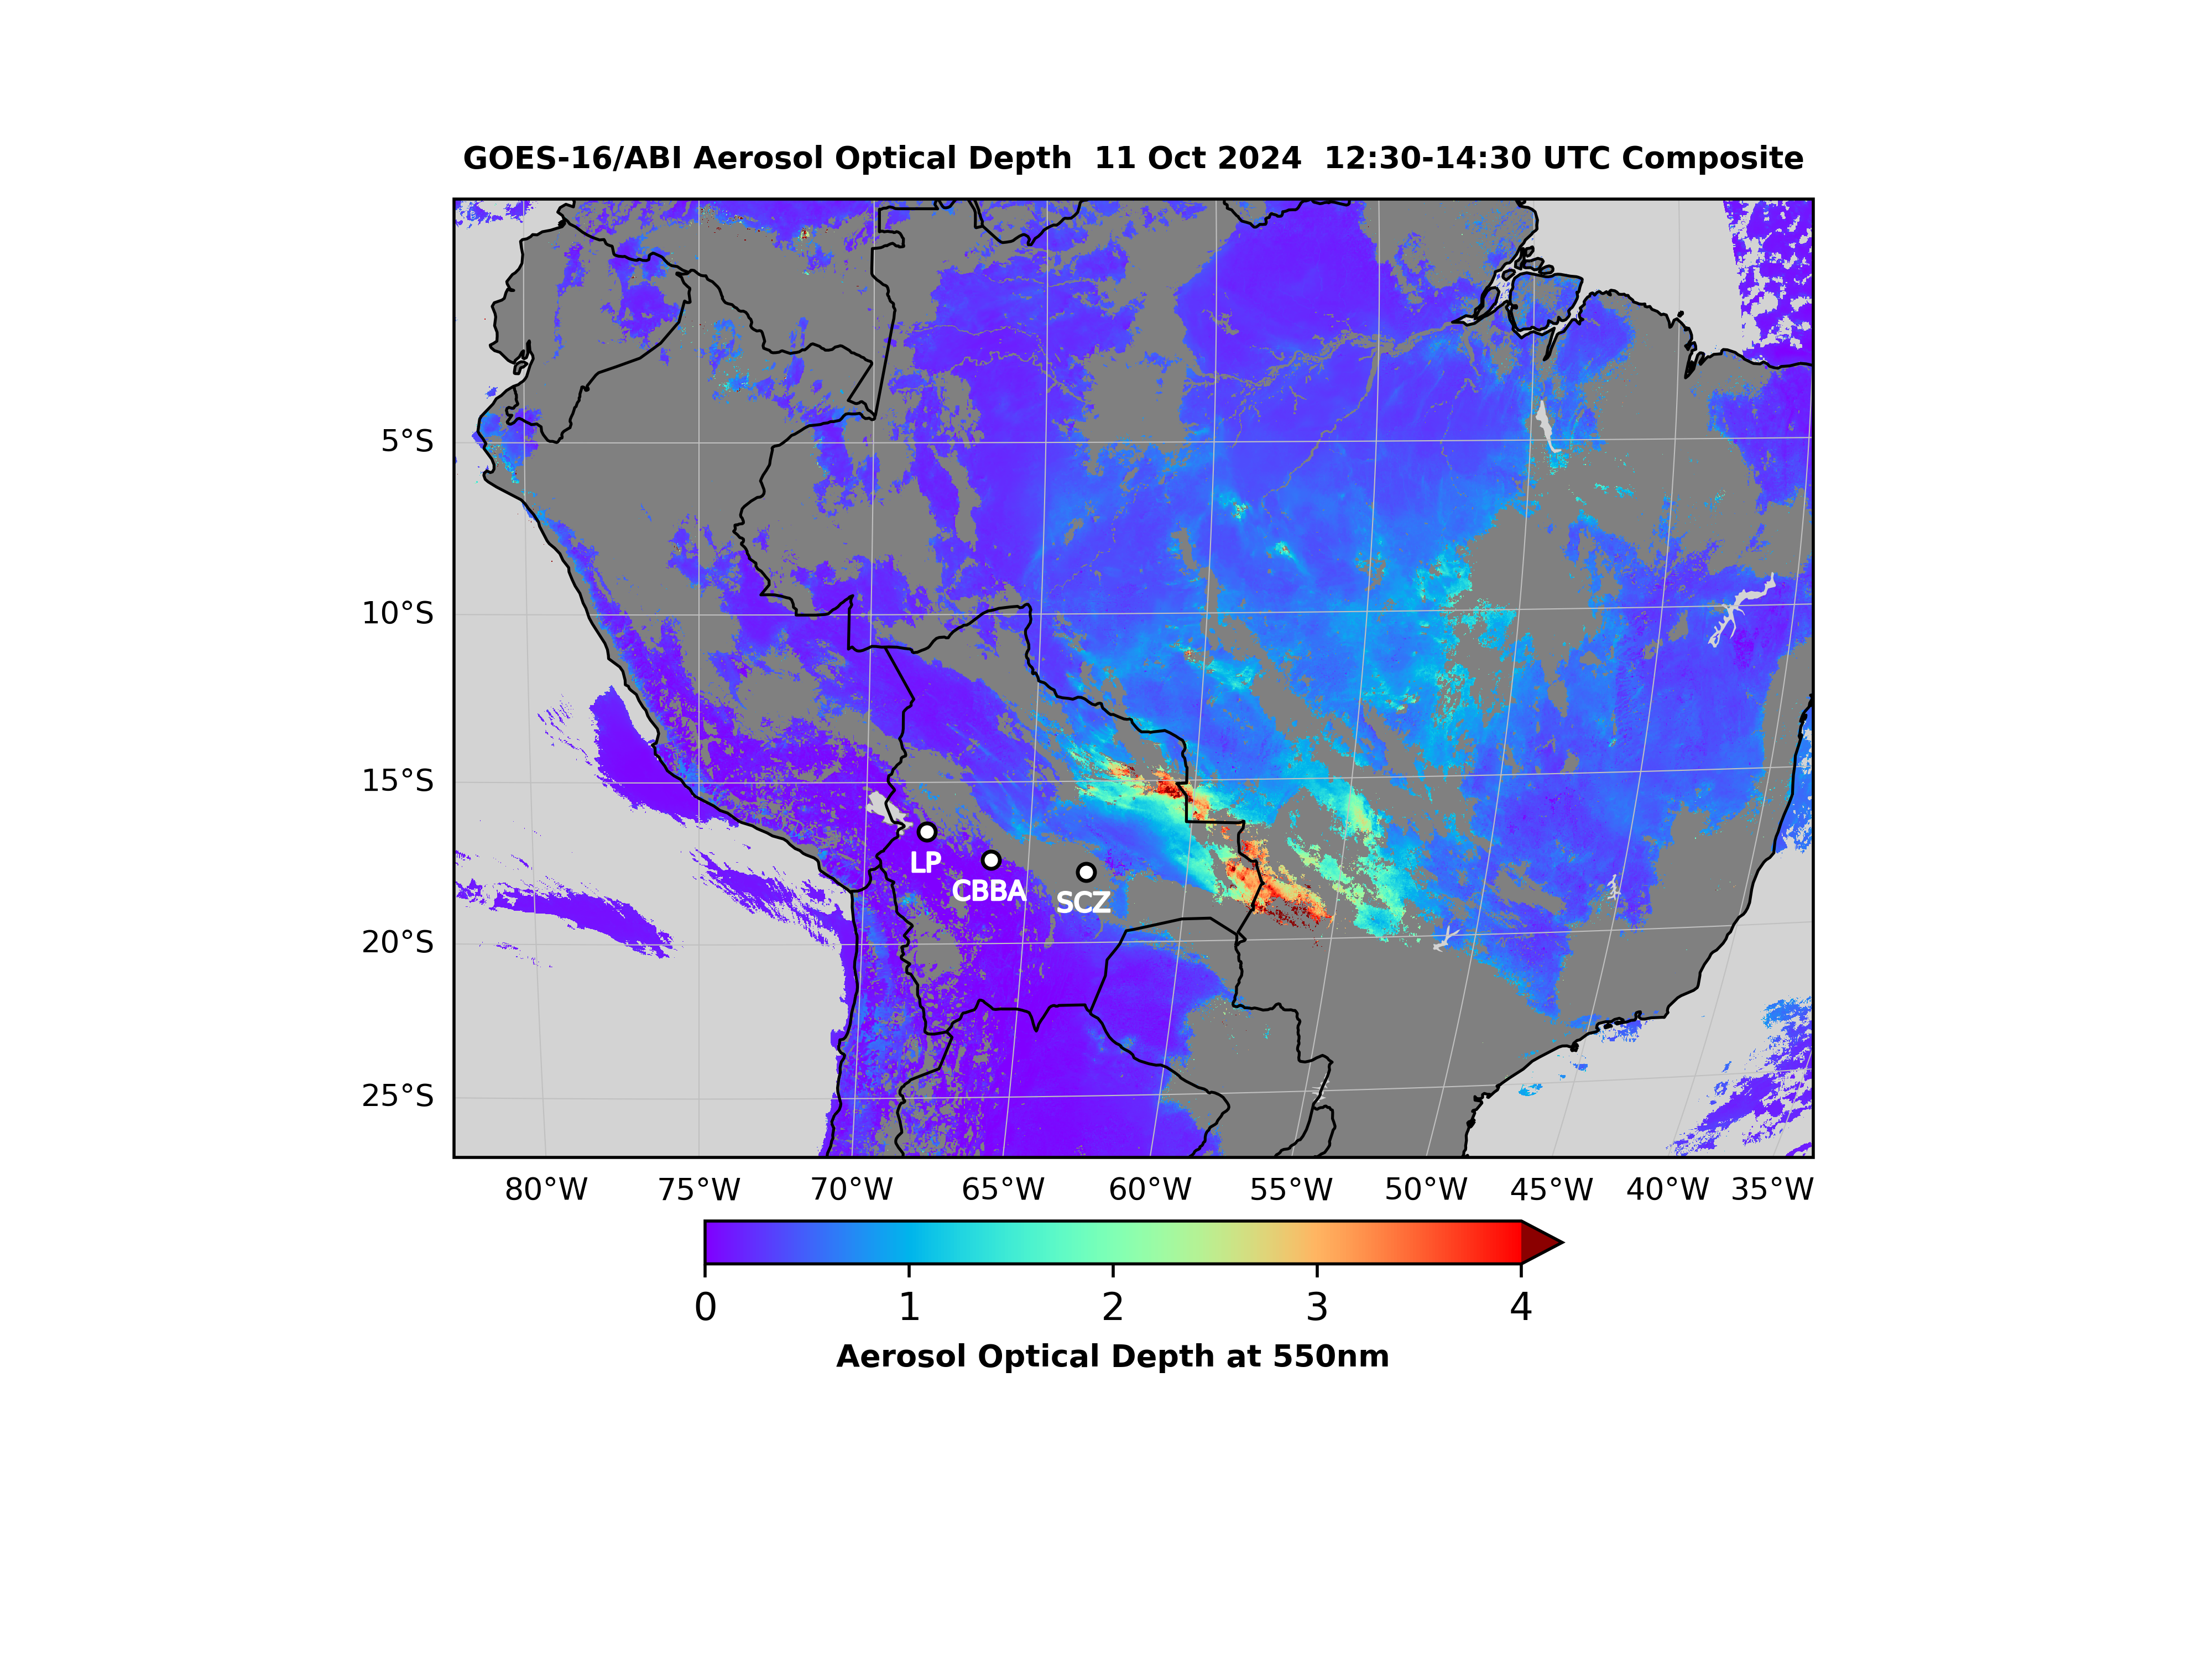 GOES-16/ABI Aerosol Optical Depth  11 Oct 2024  12:30-14:30 UTC Composite
5°S
10°S
15°S
LP
CBBA
SCZ
20°S
25°S
80°W 75°W 70°W 65°W 60°W 55°W 50°W 45°W 40°W 35°W
0 1 2 3 4
Aerosol Optical Depth at 550nm